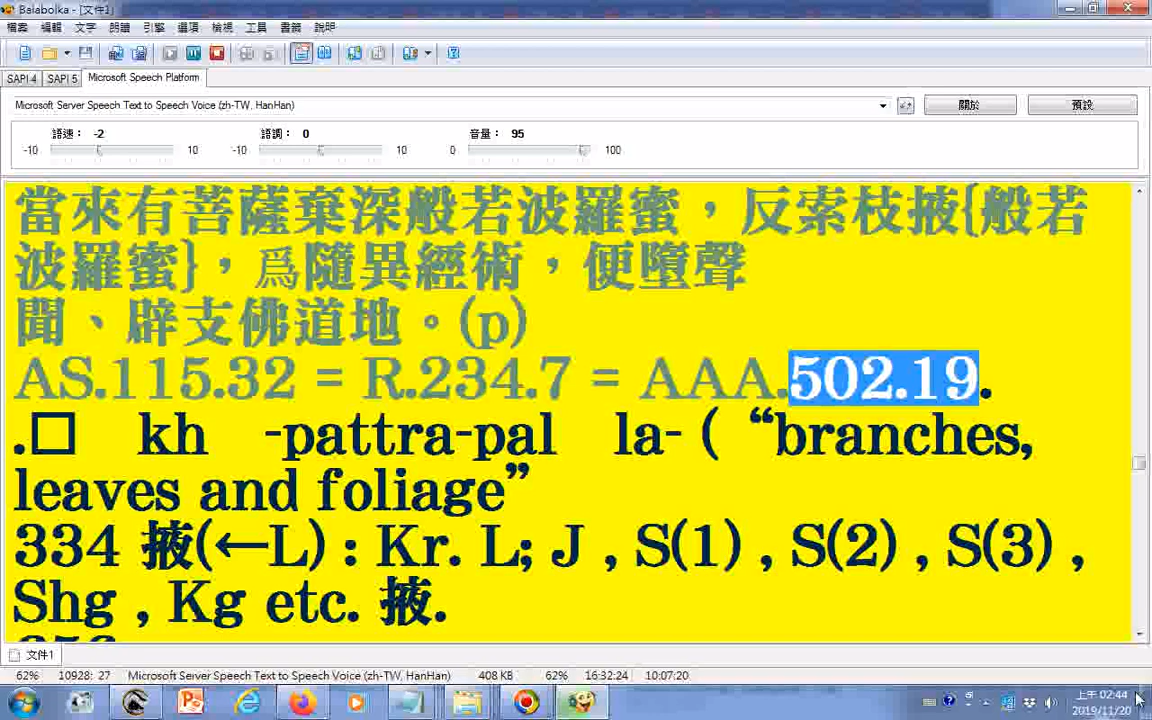 Balabolka - [文件1]
檔案 編輯 文字 朗讀 引擎 選項 檢視 工具 書籤 說明
SAPI 4 SAPI 5 Microsoft Speech Platform
Microsoft Server Speech Text to Speech Voice (zh-TW, HanHan) 關於 預設
語速： -2 語調： 0 音量： 95
-10 10 -10 10 0 100
當來有菩薩棄深般若波羅蜜，反索枝掖{般若
波羅蜜}，爲隨異經術，便墮聲
聞、辟支佛道地。(p)
AS.115.32 = R.234.7 = AAA.502.19.
.□ kh -pattra-pal la- ( “branches,
leaves and foliage”
334 掖(←L) : Kr. L; J , S(1) , S(2) , S(3) ,
Shg , Kg etc. 掖.
文件1
62% 10928: 27 Microsoft Server Speech Text to Speech Voice (zh-TW, HanHan) 408 KB 62% 16:32:24 10:07:20
上午 02:44
2019/11/20